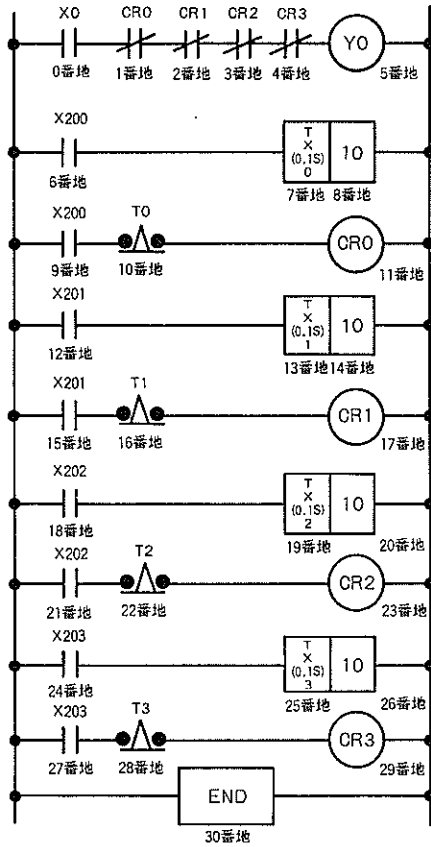 X0 CR0 CR1 CR2 CR3
Y0
0番地 1番地 2番地 3番地 4番地 5番地
X200
T
X
(0.1S)
0
10
6番地 7番地 8番地
X200 T0
CR0
9番地 10番地 11番地
X201
T
X
(0.1S)
1
10
12番地 13番地 14番地
X201 T1
CR1
15番地 16番地 17番地
X202
T
X
(0.1S)
2
10
18番地 19番地 20番地
X202 T2
CR2
21番地 22番地 23番地
X203
T
X
(0.1S)
3
10
24番地 25番地 26番地
X203 T3
CR3
27番地 28番地 29番地
END
30番地